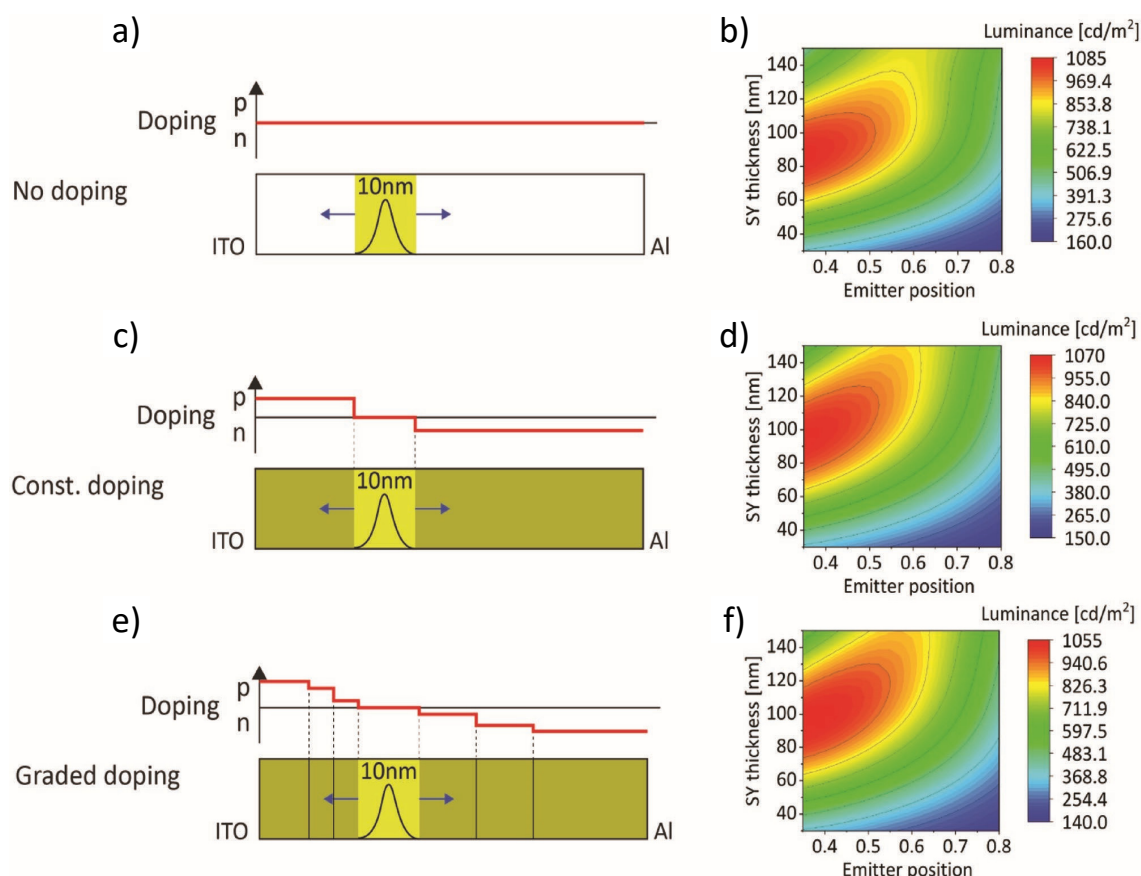 a)
p
Doping
n
No doping
10nm
ITO
Al
b)
Luminance [cd/m²]
SY thickness [nm]
140
120
100
80
60
40
0.4 0.5 0.6 0.7 0.8
Emitter position
1085
969.4
853.8
738.1
622.5
506.9
391.3
275.6
160.0
c)
p
Doping
n
Const. doping
10nm
ITO
Al
d)
Luminance [cd/m²]
SY thickness [nm]
140
120
100
80
60
40
0.4 0.5 0.6 0.7 0.8
Emitter position
1070
955.0
840.0
725.0
610.0
495.0
380.0
265.0
150.0
e)
p
Doping
n
Graded doping
10nm
ITO
Al
f)
Luminance [cd/m²]
SY thickness [nm]
140
120
100
80
60
40
0.4 0.5 0.6 0.7 0.8
Emitter position
1055
940.6
826.3
711.9
597.5
483.1
368.8
254.4
140.0